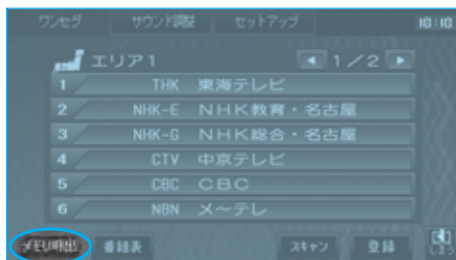 ワンセグ サウンド調整 セットアップ 10:10
エリア1 ◀ 1/2 ▶
1 THK 東海テレビ
2 NHK-E NHK教育・名古屋
3 NHK-G NHK総合・名古屋
4 CTV 中京テレビ
5 CBC CBC
6 NBN メ~テレ
メモリ呼出 番組表 スキャン 登録 もどる